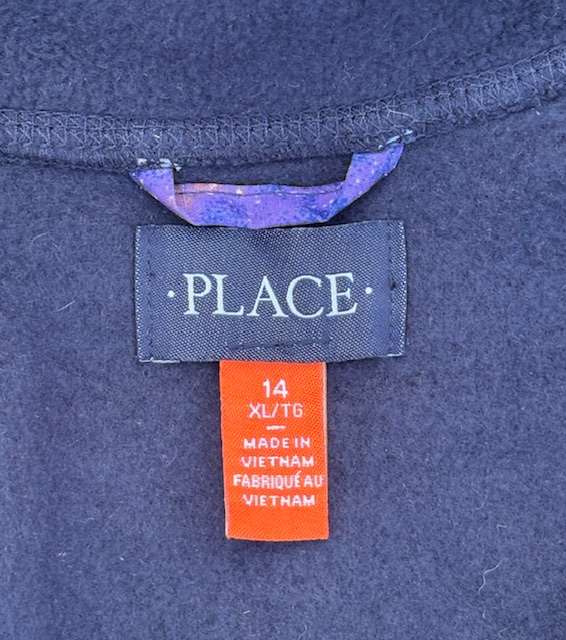 ·PLACE·
14
XL/TG
—
MADE IN
VIETNAM
FABRIQUÉ AU
VIETNAM